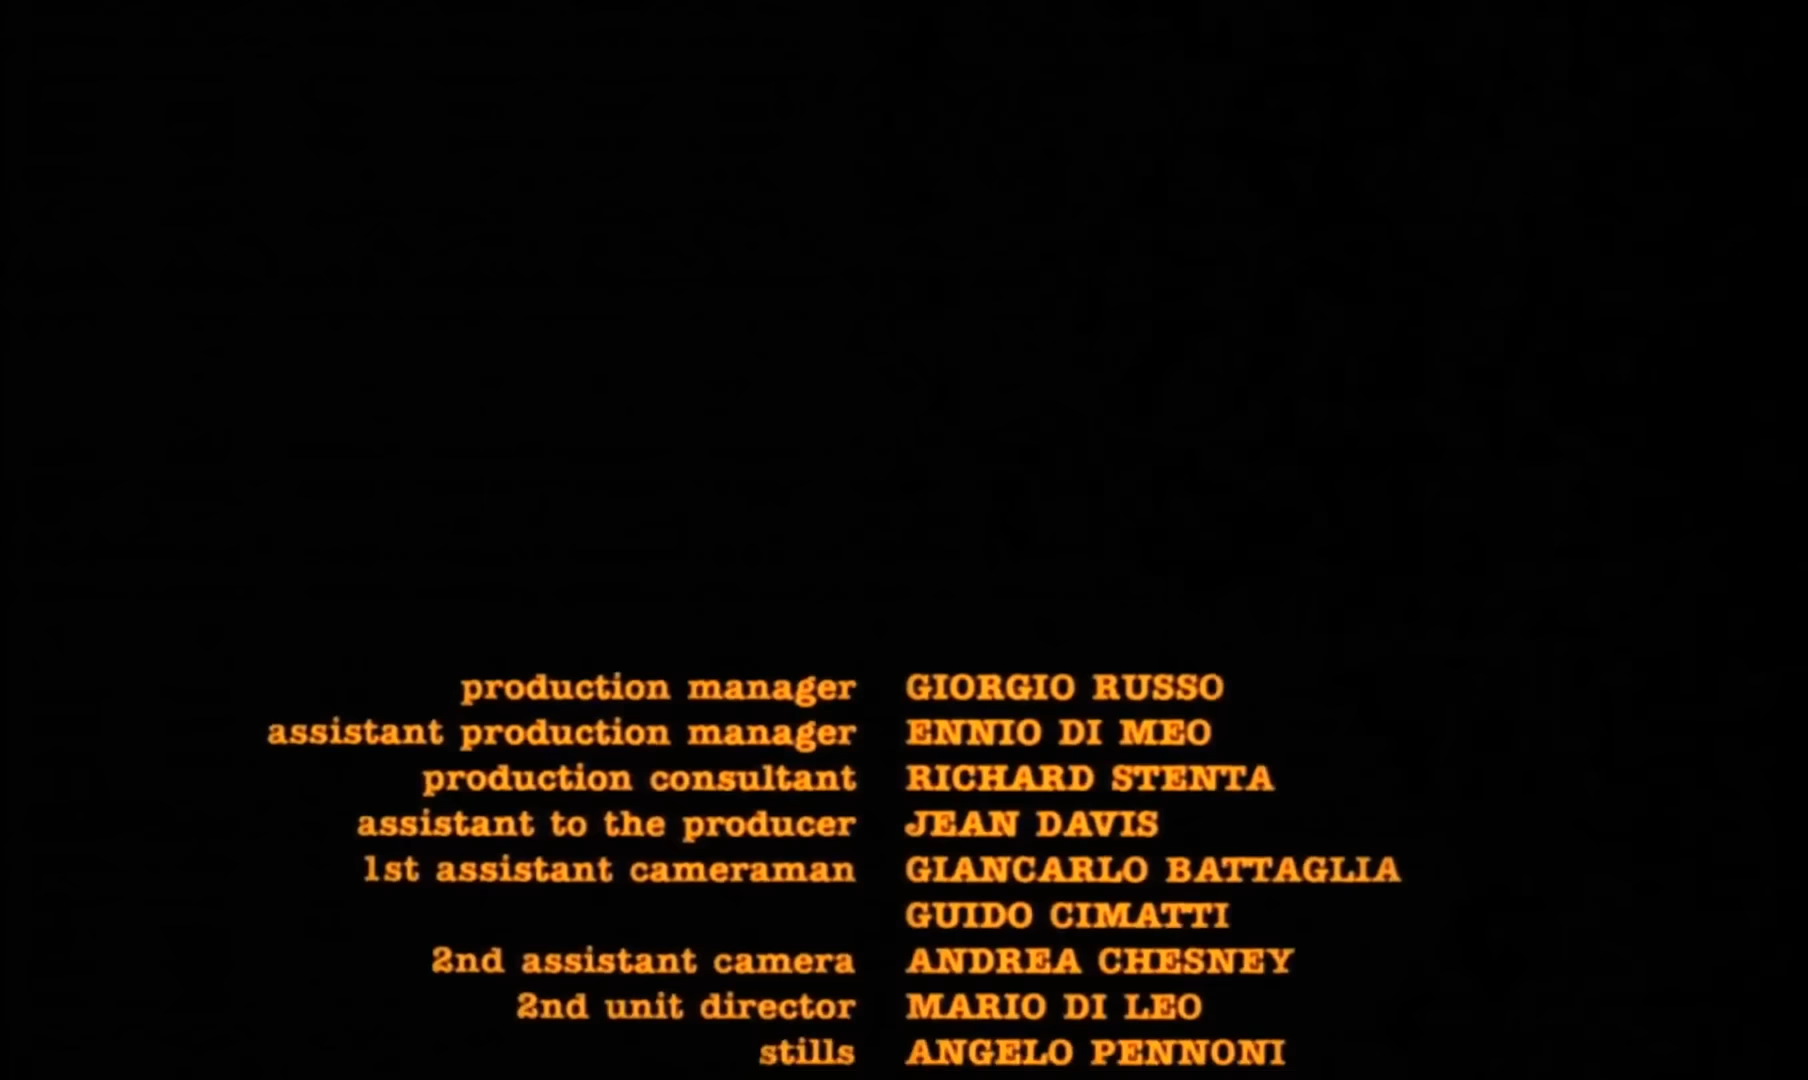 production manager GIORGIO RUSSO
assistant production manager ENNIO DI MEO
production consultant RICHARD STENTA
assistant to the producer JEAN DAVIS
1st assistant cameraman GIANCARLO BATTAGLIA
GUIDO CIMATTI
2nd assistant camera ANDREA CHESNEY
2nd unit director MARIO DI LEO
stills ANGELO PENNONI